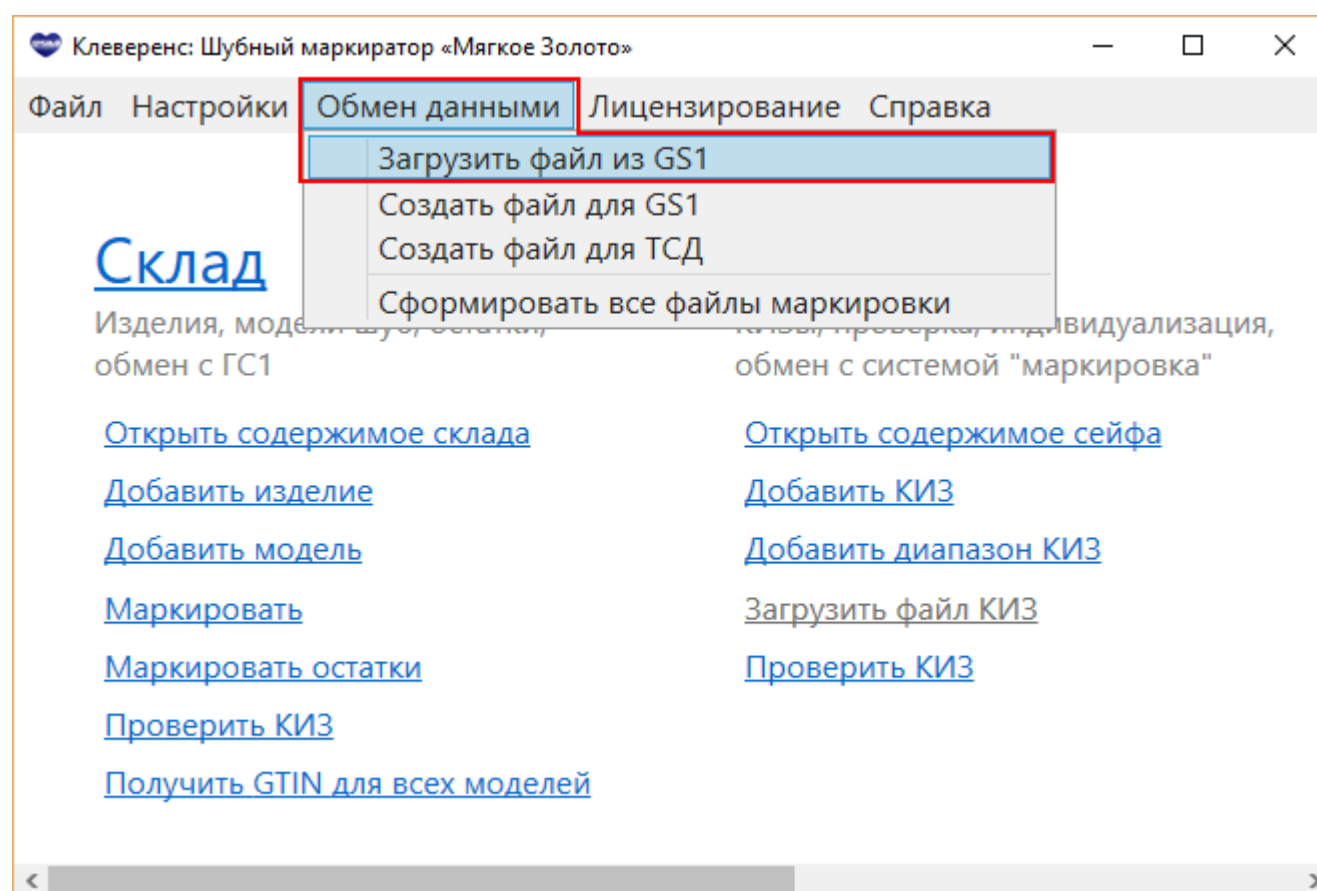 Клеверенс: Шубный маркиратор «Мягкое Золото»
Файл Настройки Обмен данными Лицензирование Справка
Загрузить файл из GS1
Создать файл для GS1
Создать файл для ТСД
Сформировать все файлы маркировки
Склад
Изделия,
обмен с ГС1
Открыть содержимое склада
Добавить изделие
Добавить модель
Маркировать
Маркировать остатки
Проверить КИЗ
Получить GTIN для всех моделей
обмен с системой "маркировка"
Открыть содержимое сейфа
Добавить КИЗ
Добавить диапазон КИЗ
Загрузить файл КИЗ
Проверить КИЗ